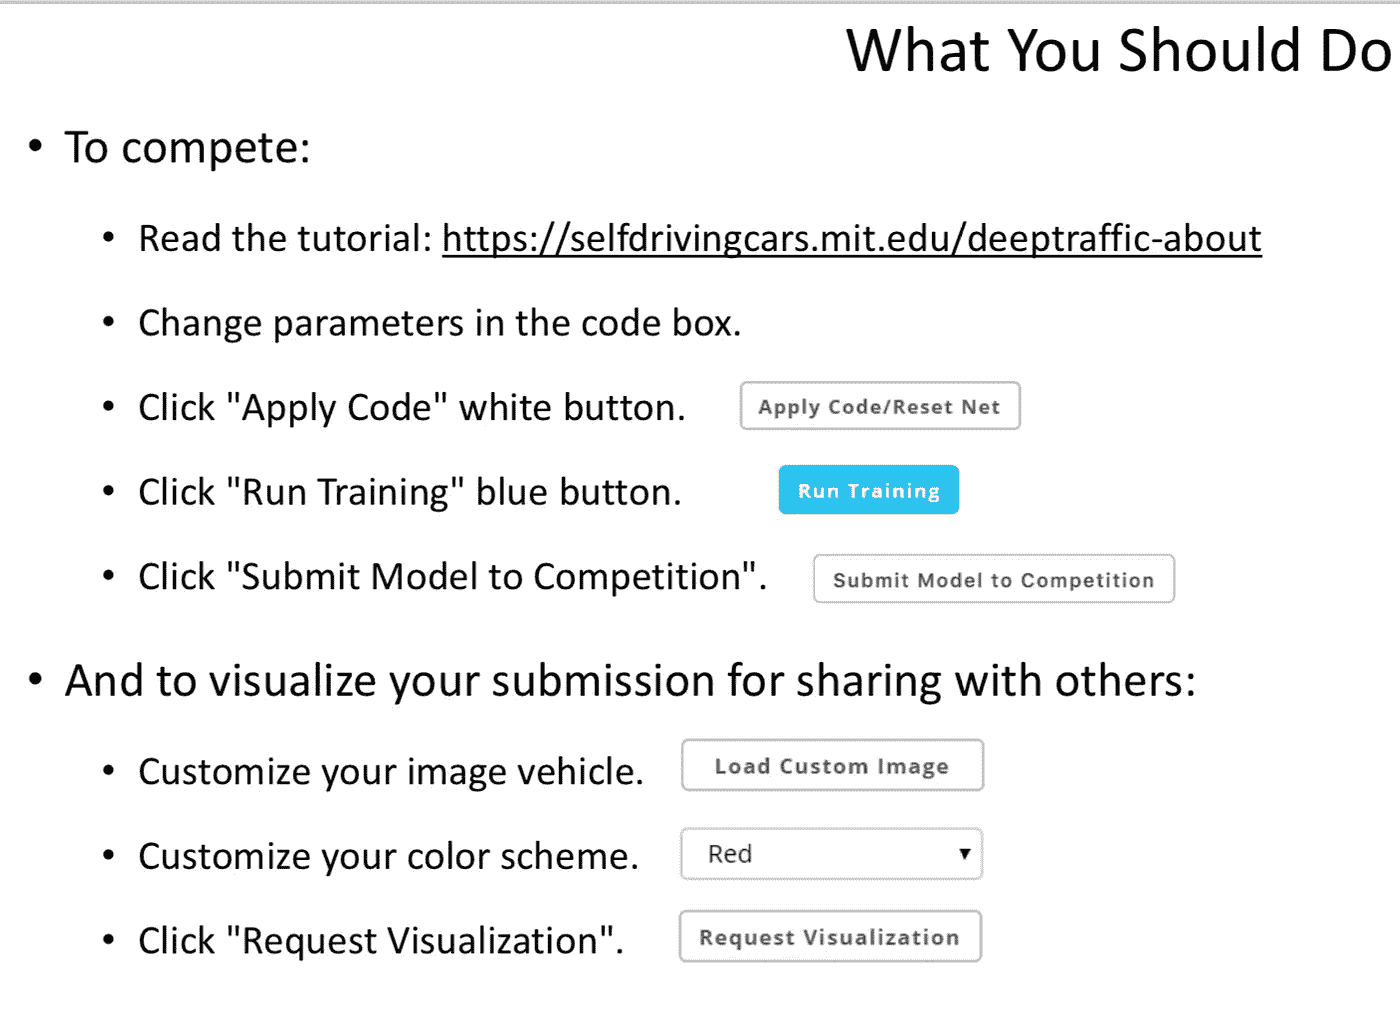 What You Should Do
• To compete:
• Read the tutorial: https://selfdrivingcars.mit.edu/deeptraffic-about
• Change parameters in the code box.
• Click "Apply Code" white button. Apply Code/Reset Net
• Click "Run Training" blue button. Run Training
• Click "Submit Model to Competition". Submit Model to Competition
• And to visualize your submission for sharing with others:
• Customize your image vehicle. Load Custom Image
• Customize your color scheme. Red ▼
• Click "Request Visualization". Request Visualization